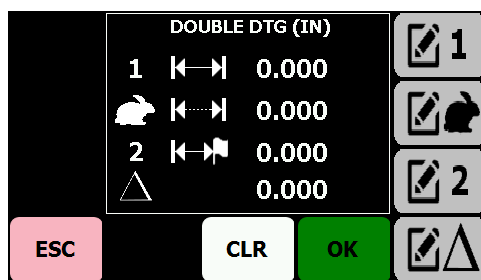 DOUBLE DTG (IN)
1
1 0.000
0.000
2 0.000
2
Δ 0.000
Δ
ESC CLR OK